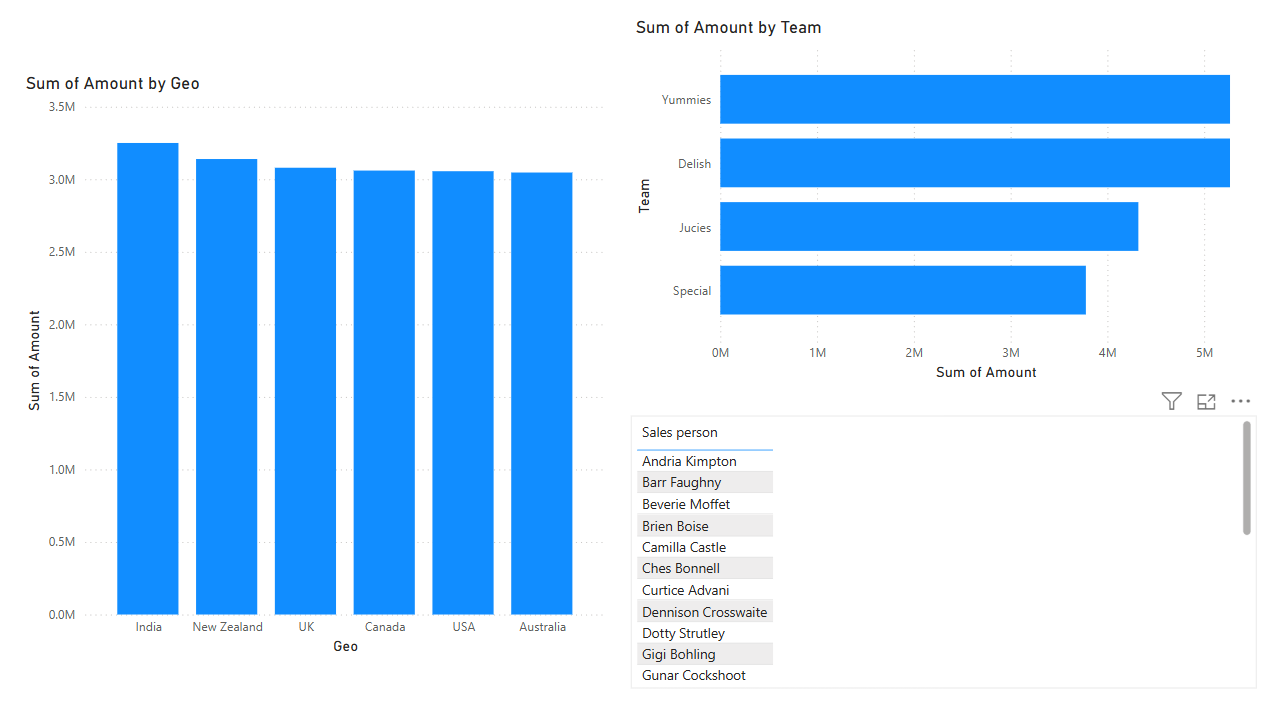 Sum of Amount by Geo
3.5M
3.0M
2.5M
2.0M
1.5M
1.0M
0.5M
0.0M
Sum of Amount
India New Zealand UK Canada USA Australia
Geo
Sum of Amount by Team
Team
Yummies
Delish
Jucies
Special
0M 1M 2M 3M 4M 5M
Sum of Amount
Sales person
Andria Kimpton
Barr Faughny
Beverie Moffet
Brien Boise
Camilla Castle
Ches Bonnell
Curtice Advani
Dennison Crosswaite
Dotty Strutley
Gigi Bohling
Gunar Cockshoot